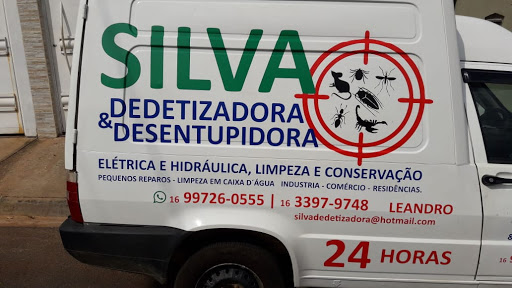 SILVA
DEDETIZADORA
&DESENTUPIDORA
ELÉTRICA E HIDRÁULICA, LIMPEZA E CONSERVAÇÃO
PEQUENOS REPAROS - LIMPEZA EM CAIXA D'ÁGUA INDUSTRIA - COMÉRCIO - RESIDÊNCIAS.
16 99726-0555 | 16 3397-9748 LEANDRO
silvadedetizadora@hotmail.com
24 HORAS